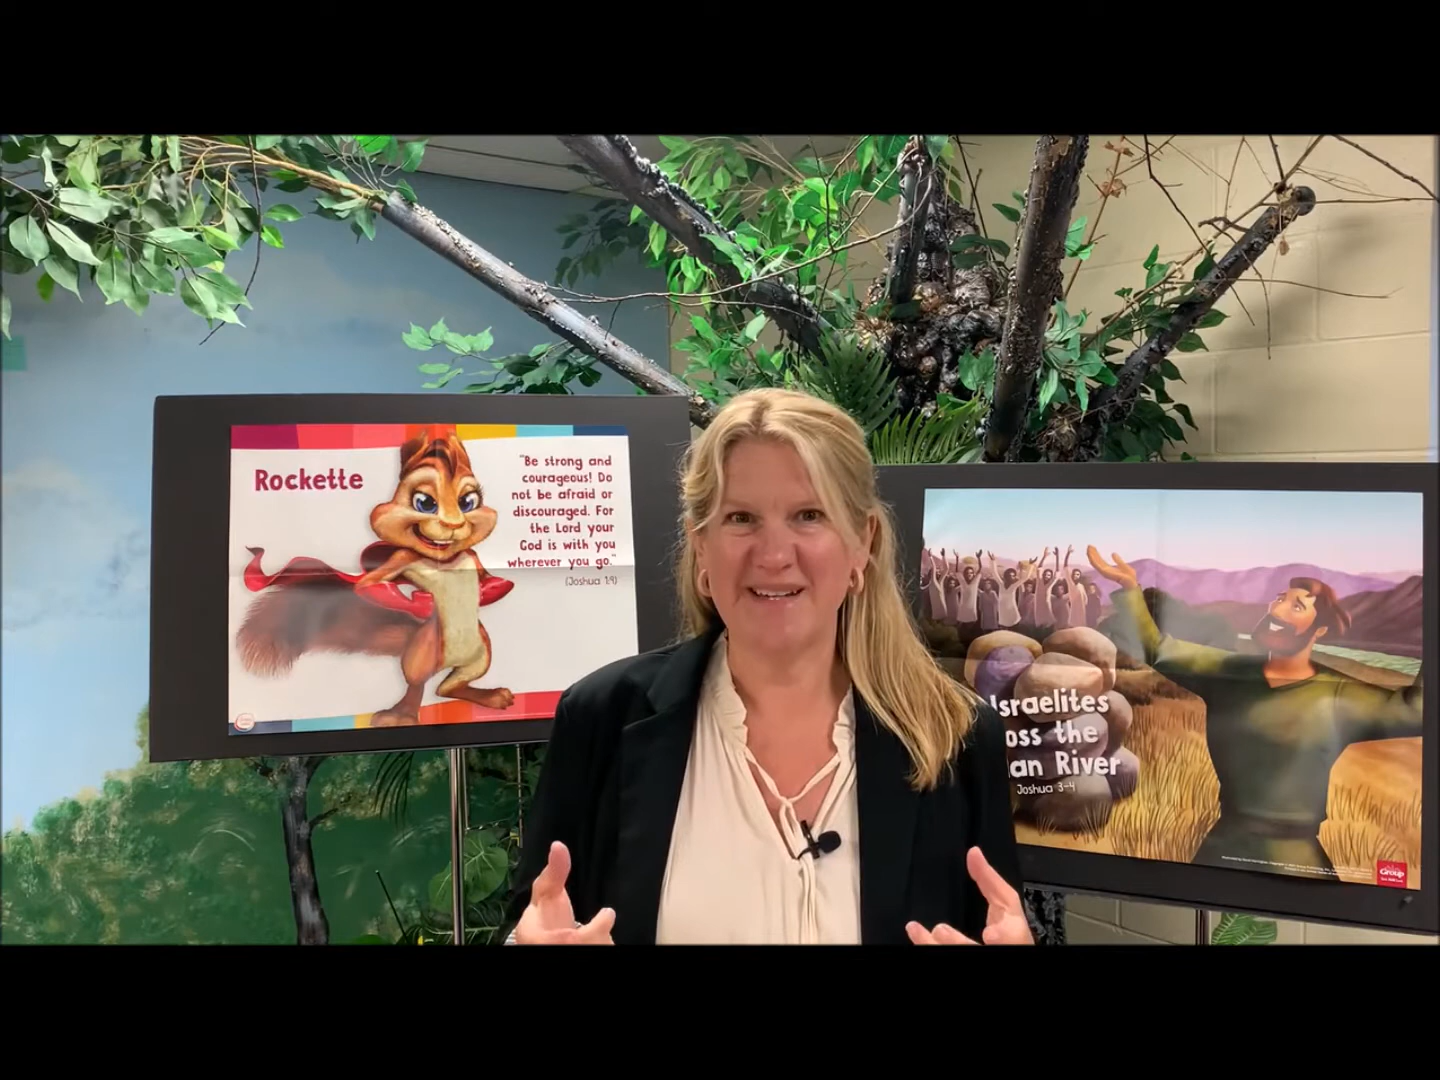 Rockette
"Be strong and
courageous! Do
not be afraid or
discouraged. For
the Lord your
God is with you
wherever you go."
(Joshua 1:9)
Israelites
oss the
an River
Joshua 3-4
Group